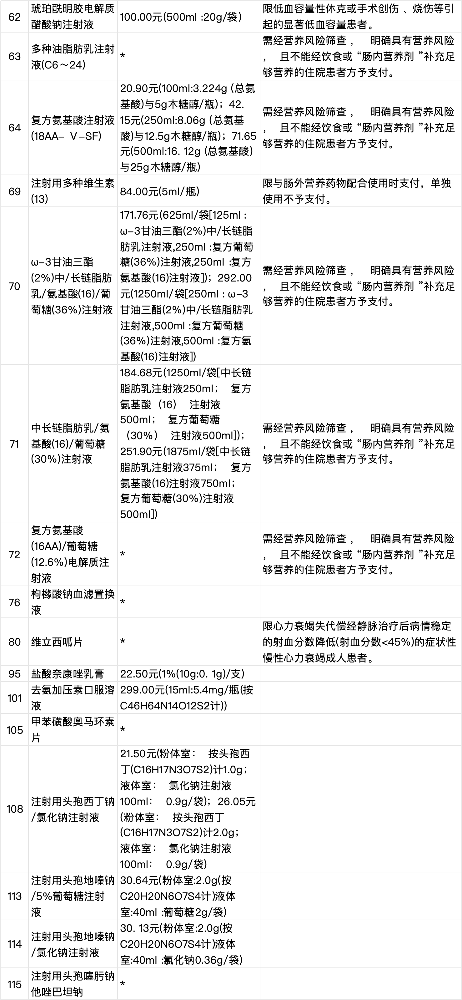 62
琥珀酰明胶电解质
醋酸钠注射液
100.00元(500ml :20g/袋)
限低血容量性休克或手术创伤 、烧伤等引
起的显著低血容量患者。
63
多种油脂肪乳注射
液(C6～24)
*
需经营养风险筛查 ， 明确具有营养风险
， 且不能经饮食或 “肠内营养剂 ”补充足
够营养的住院患者方予支付。
64
复方氨基酸注射液
(18AA– Ⅴ–SF)
20.90元(100ml:3.224g (总氨
基酸)与5g木糖醇/瓶)；42.
15元(250ml:8.06g (总氨基
酸)与12.5g木糖醇/瓶)；71.65
元(500ml:16. 12g (总氨基酸)
与25g木糖醇/瓶)
需经营养风险筛查 ， 明确具有营养风险
， 且不能经饮食或 “肠内营养剂 ”补充足
够营养的住院患者方予支付。
69
注射用多种维生素
(13)
84.00元(5ml/瓶)
限与肠外营养药物配合使用时支付，单独
使用不予支付。
70
ω–3甘油三酯
(2%)中/长链脂肪
乳/氨基酸(16)/葡
萄糖(36%)注射液
171.76元(625ml/袋[125ml :
ω–3甘油三酯(2%)中/长链脂
肪乳注射液,250ml :复方葡萄
糖(36%)注射液,250ml :复方
氨基酸(16)注射液])；292.00
元(1250ml/袋[250ml : ω–3
甘油三酯(2%)中/长链脂肪乳
注射液,500ml :复方葡萄糖
(36%)注射液,500ml :复方氨
基酸(16)注射液])
需经营养风险筛查 ， 明确具有营养风险
， 且不能经饮食或 “肠内营养剂 ”补充足
够营养的住院患者方予支付。
71
中长链脂肪乳/氨
基酸(16)/葡萄糖
(30%)注射液
184.68元(1250ml/袋[中长链
脂肪乳注射液250ml； 复方
氨基酸（16） 注射液
500ml； 复方葡萄糖
（30%） 注射液500ml])；
251.90元(1875ml/袋[中长链
脂肪乳注射液375ml； 复方
氨基酸(16)注射液750ml；
复方葡萄糖(30%)注射液
500ml])
需经营养风险筛查 ， 明确具有营养风险
， 且不能经饮食或 “肠内营养剂 ”补充足
够营养的住院患者方予支付。
72
复方氨基酸
(16AA)/葡萄糖
(12.6%)电解质注
射液
*
需经营养风险筛查 ， 明确具有营养风险
， 且不能经饮食或 “肠内营养剂 ”补充足
够营养的住院患者方予支付。
76
枸橼酸钠血滤置换
液
*
80
维立西呱片
*
限心力衰竭失代偿经静脉治疗后病情稳定
的射血分数降低(射血分数<45%)的症状性
慢性心力衰竭成人患者。
95
盐酸奈康唑乳膏
22.50元(1%(10g:0. 1g)/支)
101
去氨加压素口服溶
液
299.00元(15ml:5.4mg/瓶(按
C46H64N14O12S2计))
105
甲苯磺酸奥马环素
片
*
108
注射用头孢西丁钠
/氯化钠注射液
21.50元(粉体室： 按头孢西
丁(C16H17N3O7S2)计1.0g；
液体室： 氯化钠注射液
100ml： 0.9g/袋)；26.05元
(粉体室： 按头孢西丁
(C16H17N3O7S2)计2.0g；
液体室： 氯化钠注射液
100ml： 0.9g/袋)
113
注射用头孢地嗪钠
/5%葡萄糖注射
液
30.64元(粉体室:2.0g(按
C20H20N6O7S4计)液体
室:40ml :葡萄糖2g/袋)
114
注射用头孢地嗪钠
/氯化钠注射液
30. 13元(粉体室:2.0g(按
C20H20N6O7S4计)液体
室:40ml :氯化钠0.36g/袋)
115
注射用头孢噻肟钠
他唑巴坦钠
*